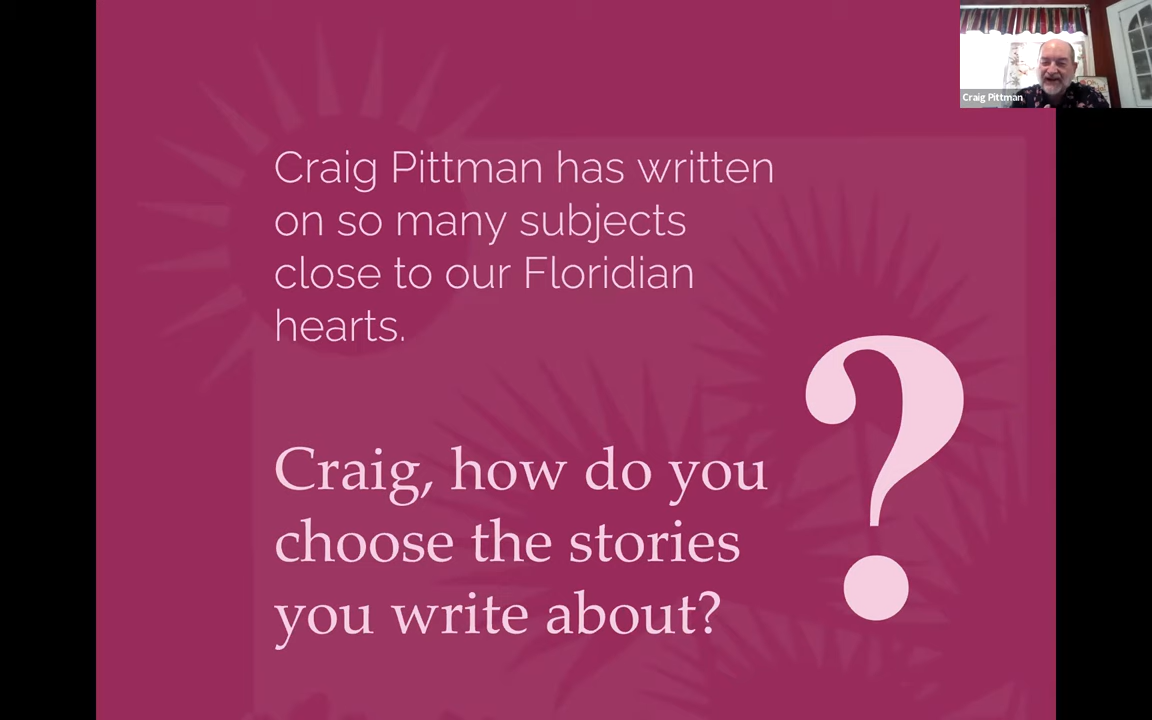 Craig Pittman
Craig Pittman has written
on so many subjects
close to our Floridian
hearts.
Craig, how do you
choose the stories
you write about?
?